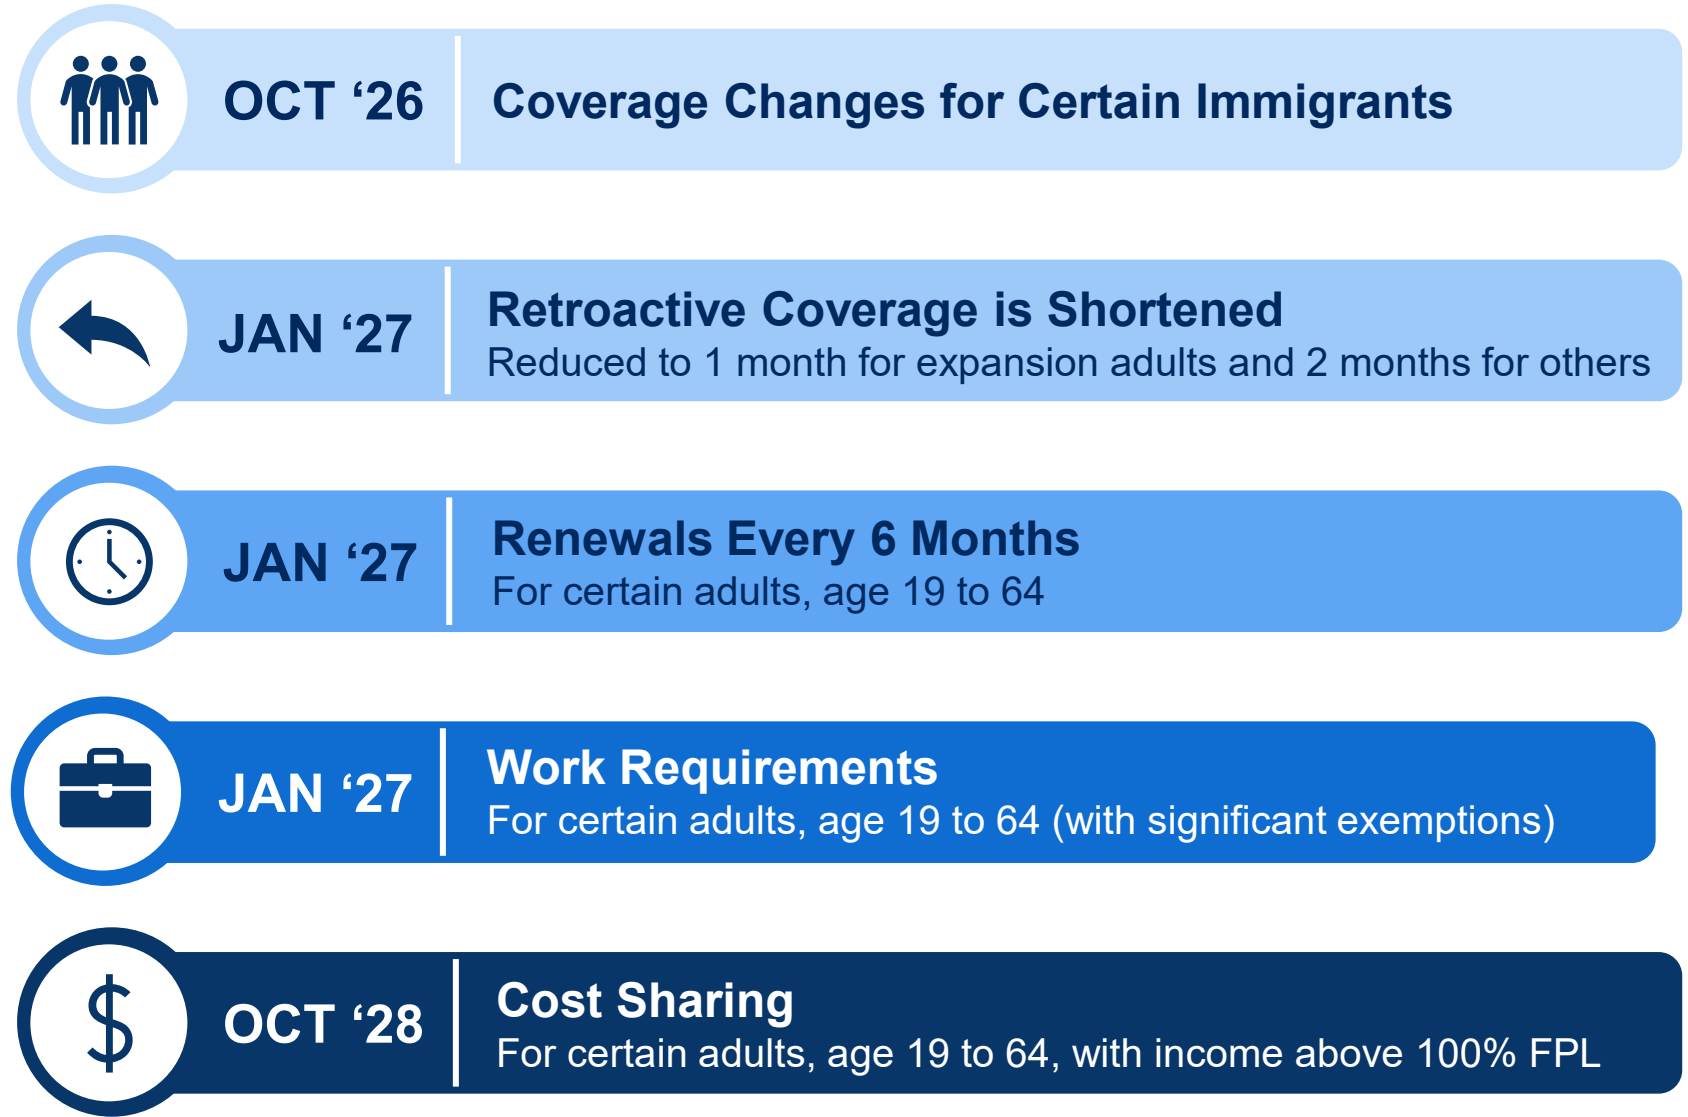 OCT ‘26
Coverage Changes for Certain Immigrants
JAN ‘27
Retroactive Coverage is Shortened
Reduced to 1 month for expansion adults and 2 months for others
JAN ‘27
Renewals Every 6 Months
For certain adults, age 19 to 64
JAN ‘27
Work Requirements
For certain adults, age 19 to 64 (with significant exemptions)
OCT ‘28
Cost Sharing
For certain adults, age 19 to 64, with income above 100% FPL